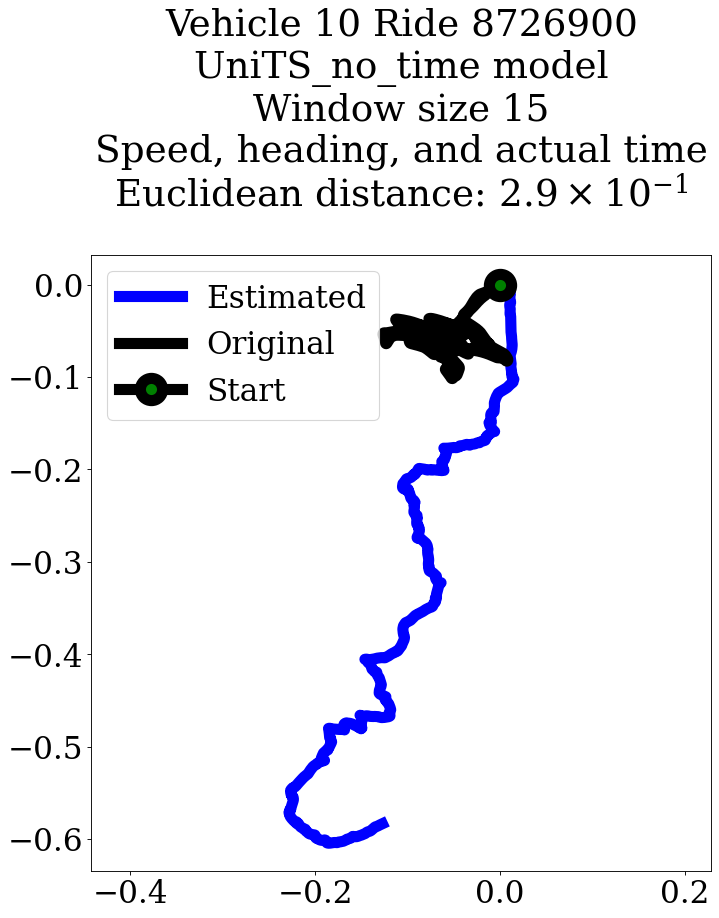 Vehicle 10 Ride 8726900
UniTS_no_time model
Window size 15
Speed, heading, and actual time
Euclidean distance: 2.9 × 10⁻¹
Estimated
Original
Start
0.0
−0.1
−0.2
−0.3
−0.4
−0.5
−0.6
−0.4 −0.2 0.0 0.2